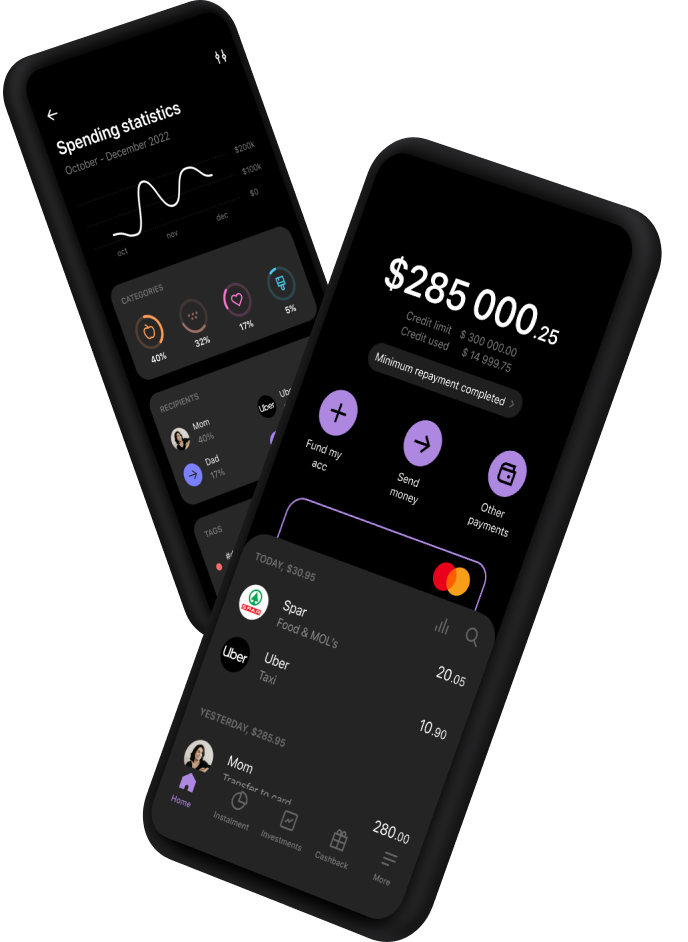 Spending statistics
October - December 2022
$200k
$100k
$0
oct
nov
dec
CATEGORIES
40%
32%
17%
5%
RECIPIENTS
Mom
40%
Uber
Dad
17%
TAGS
$285 000.25
Credit limit $ 300 000.00
Credit used $ 14 999.75
Minimum repayment completed
Fund my
acc
Send
money
Other
payments
TODAY, $30.95
SPAR
Spar
Food & MOL's
20.05
Uber
Uber
Taxi
10.90
YESTERDAY, $285.95
Mom
Transfer to card
280.00
Home
Instalment
Investments
Cashback
More